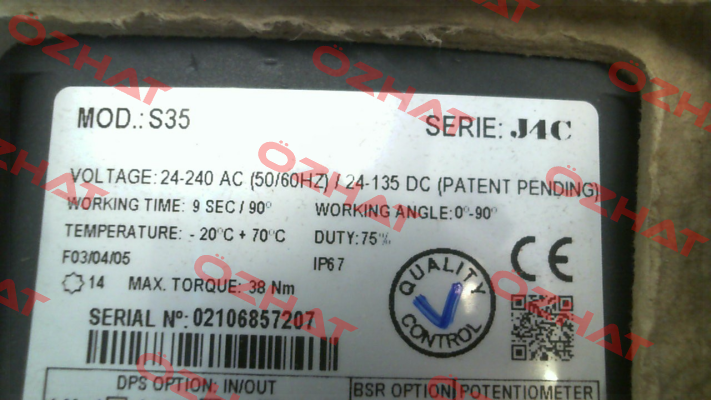 MOD.: S35 SERIE: J4C
VOLTAGE: 24-240 AC (50/60HZ) / 24-135 DC (PATENT PENDING)
WORKING TIME: 9 SEC / 90° WORKING ANGLE: 0°-90°
TEMPERATURE: - 20°C + 70°C DUTY: 75%
F03/04/05 IP67
14 MAX. TORQUE: 38 Nm
QUALITY CONTROL
CE
SERIAL Nº: 02106857207
DPS OPTION: IN/OUT BSR OPTION POTENTIOMETER
OZHAT